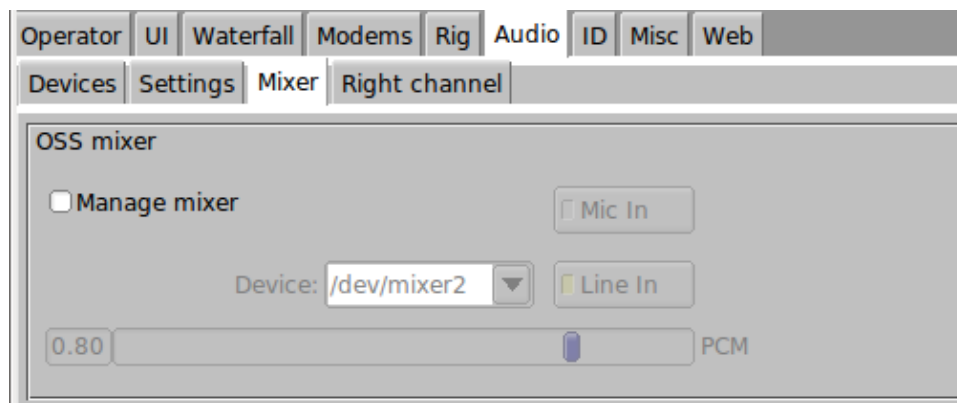 Operator UI Waterfall Modems Rig Audio ID Misc Web
Devices Settings Mixer Right channel
OSS mixer
Manage mixer
Mic In
Device: /dev/mixer2
Line In
0.80
PCM